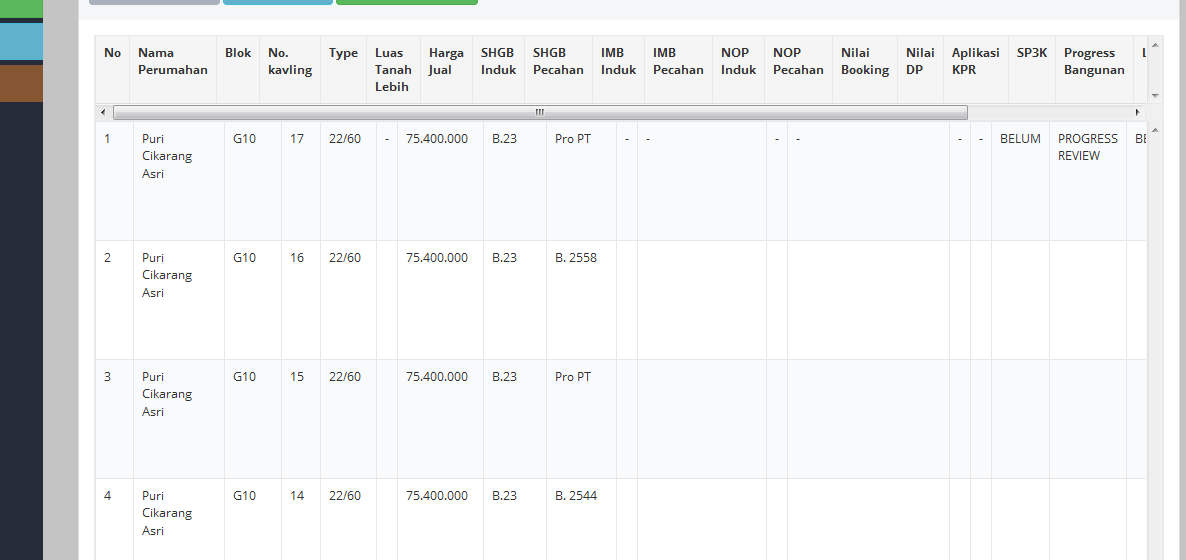 No Nama Perumahan Blok No. kavling Type Luas Tanah Lebih Harga Jual SHGB Induk SHGB Pecahan IMB Induk IMB Pecahan NOP Induk NOP Pecahan Nilai Booking Nilai DP Aplikasi KPR SP3K Progress Bangunan
1 Puri Cikarang Asri G10 17 22/60 - 75.400.000 B.23 Pro PT - - - - - - BELUM PROGRESS REVIEW
2 Puri Cikarang Asri G10 16 22/60 75.400.000 B.23 B. 2558
3 Puri Cikarang Asri G10 15 22/60 75.400.000 B.23 Pro PT
4 Puri Cikarang Asri G10 14 22/60 75.400.000 B.23 B. 2544